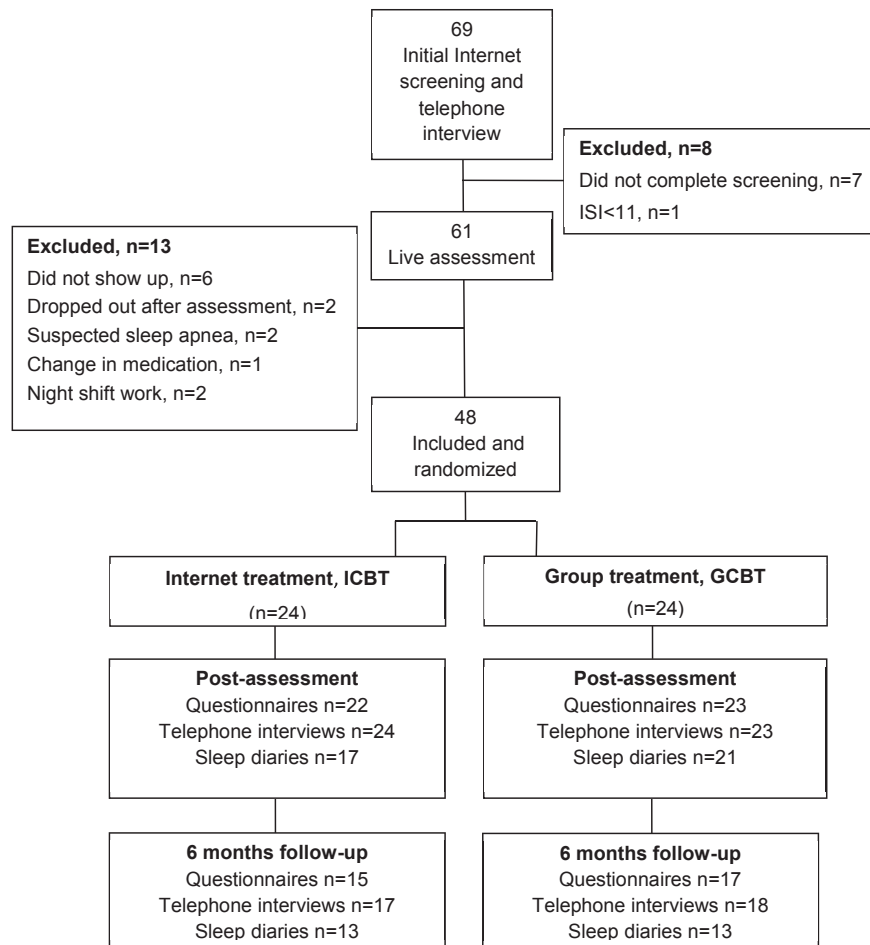 69
Initial Internet
screening and
telephone
interview
Excluded, n=8
Did not complete screening, n=7
ISI<11, n=1
61
Live assessment
Excluded, n=13
Did not show up, n=6
Dropped out after assessment, n=2
Suspected sleep apnea, n=2
Change in medication, n=1
Night shift work, n=2
48
Included and
randomized
Internet treatment, ICBT
(n=24)
Group treatment, GCBT
(n=24)
Post-assessment
Questionnaires n=22
Telephone interviews n=24
Sleep diaries n=17
Post-assessment
Questionnaires n=23
Telephone interviews n=23
Sleep diaries n=21
6 months follow-up
Questionnaires n=15
Telephone interviews n=17
Sleep diaries n=13
6 months follow-up
Questionnaires n=17
Telephone interviews n=18
Sleep diaries n=13